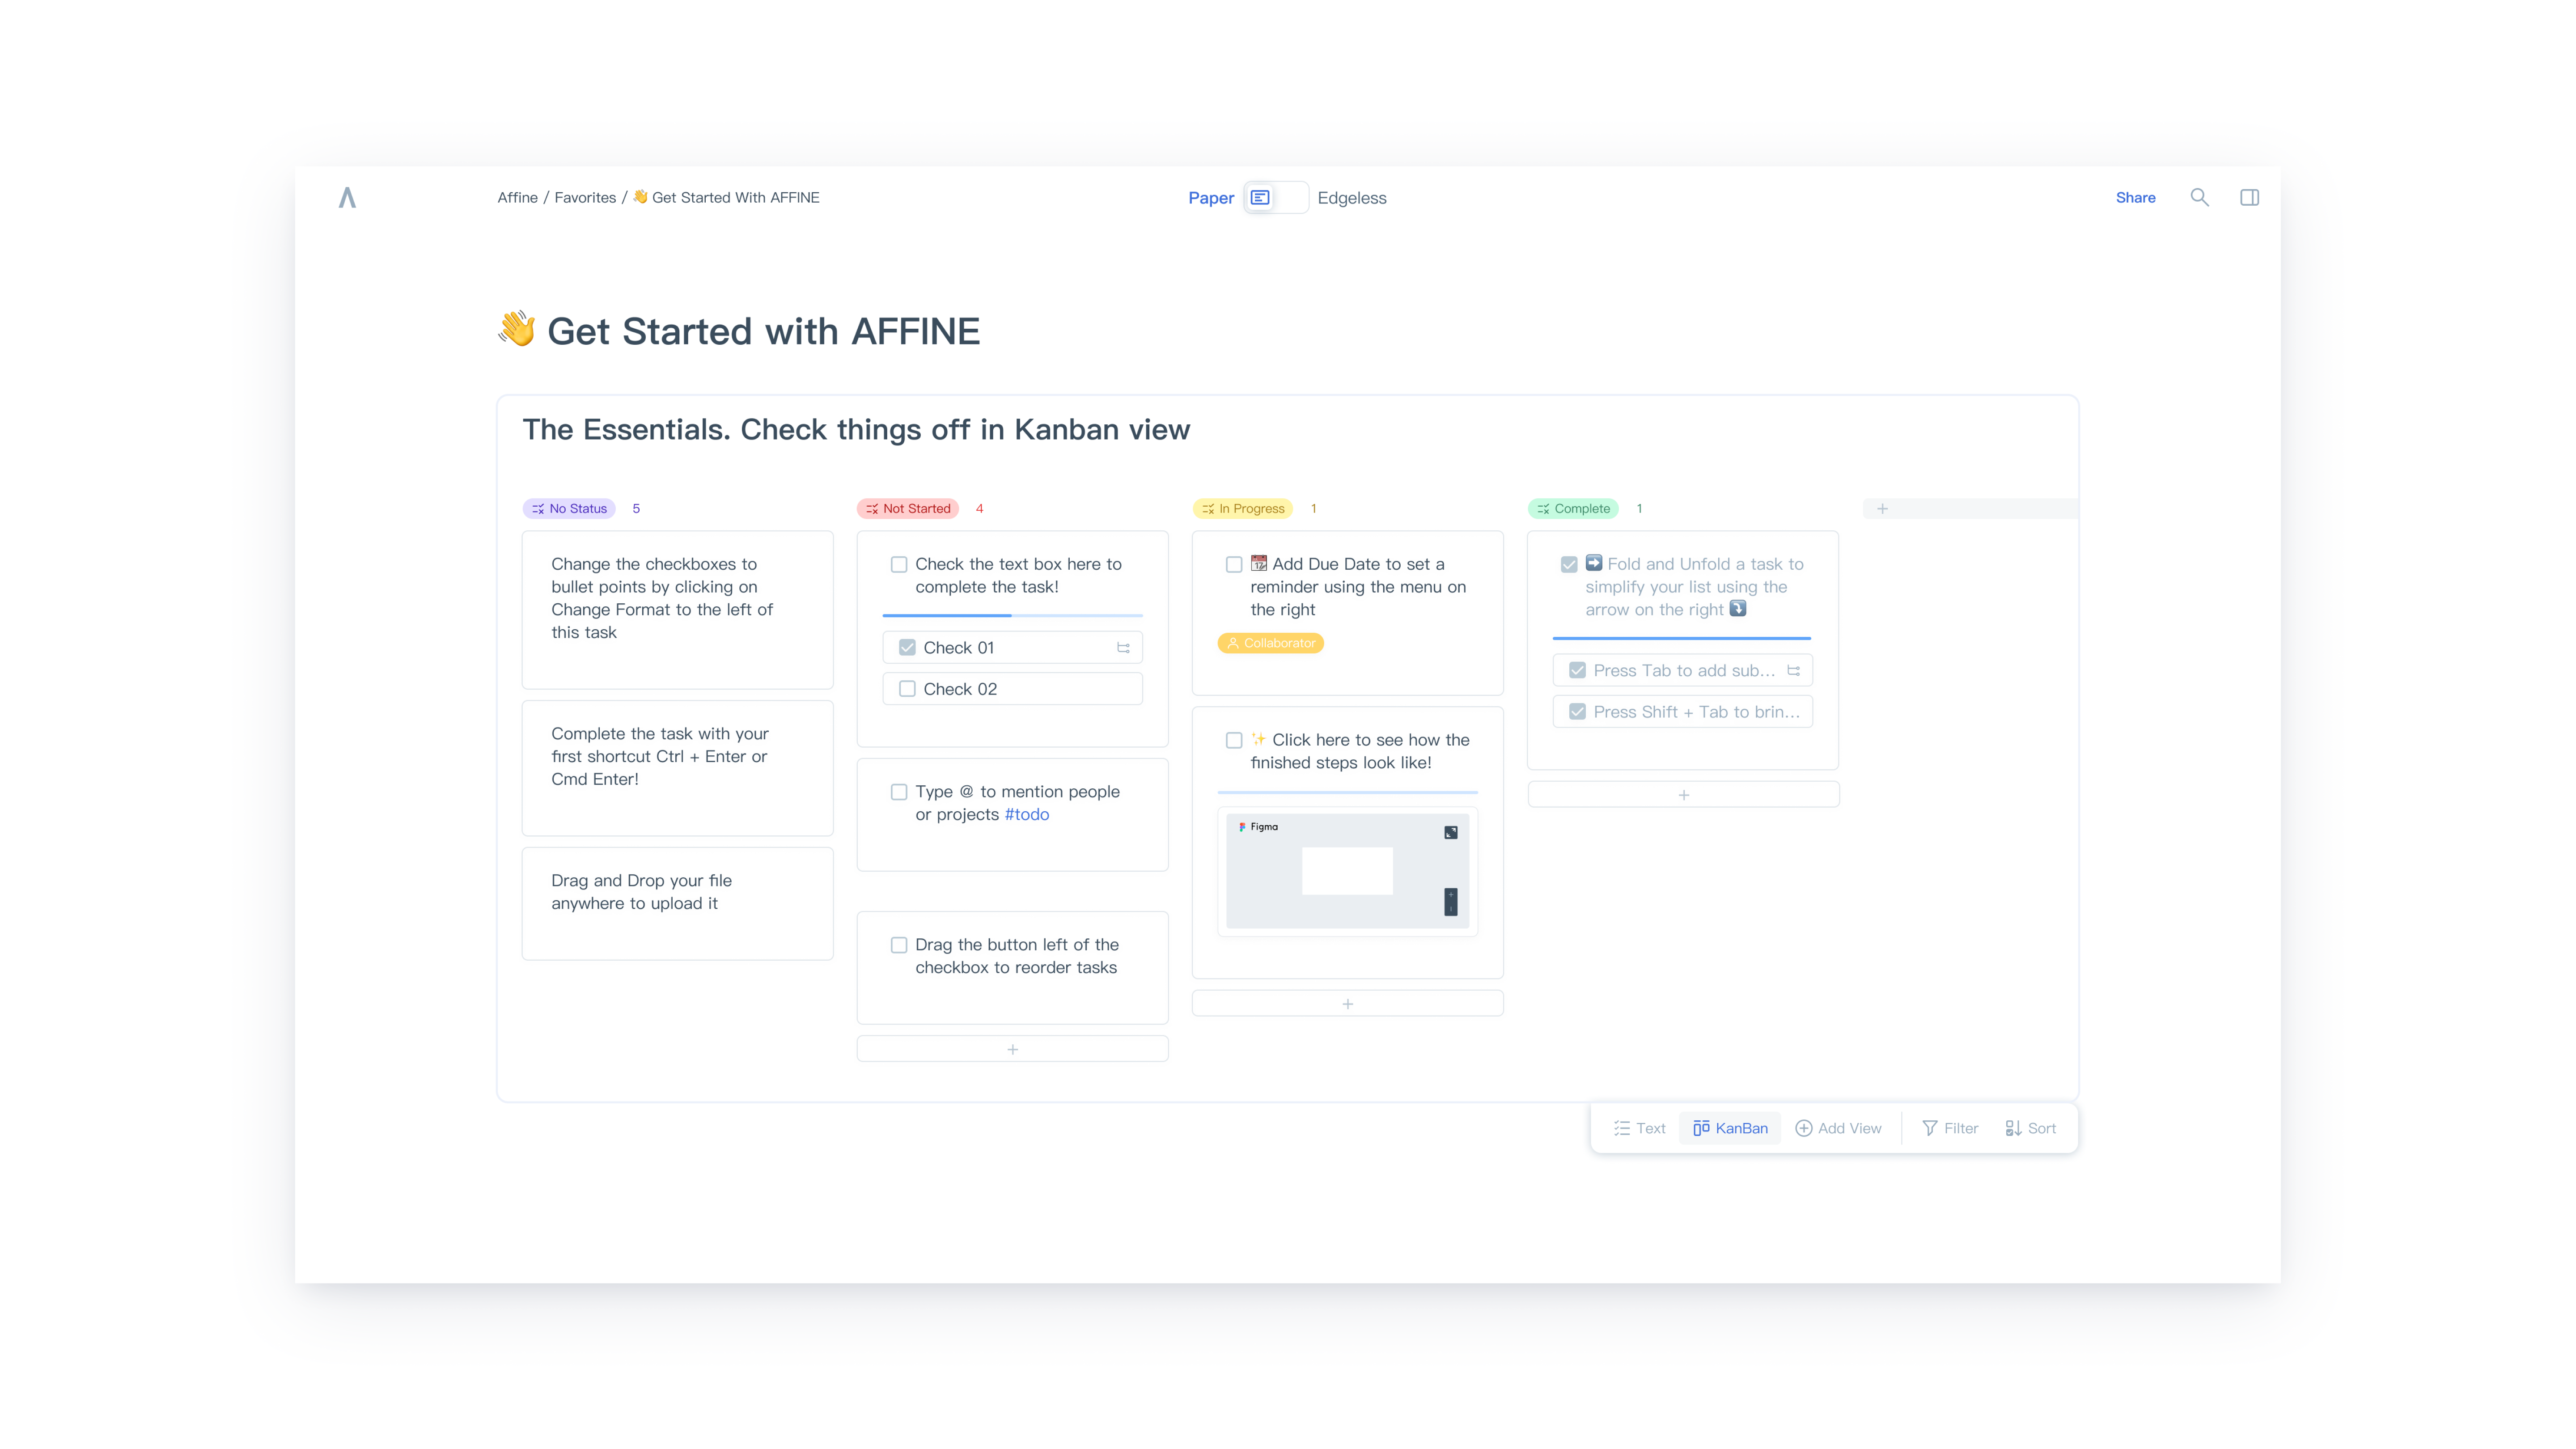 Affine / Favorites / 👋 Get Started With AFFINE
Paper
Edgeless
Share
👋 Get Started with AFFINE
The Essentials. Check things off in Kanban view
No Status 5
Change the checkboxes to
bullet points by clicking on
Change Format to the left of
this task
Complete the task with your
first shortcut Ctrl + Enter or
Cmd Enter!
Drag and Drop your file
anywhere to upload it
Not Started 4
Check the text box here to
complete the task!
Check 01
Check 02
Type @ to mention people
or projects #todo
Drag the button left of the
checkbox to reorder tasks
+
In Progress 1
📆 Add Due Date to set a
reminder using the menu on
the right
Collaborator
✨ Click here to see how the
finished steps look like!
Figma
+
Complete 1
➡️ Fold and Unfold a task to
simplify your list using the
arrow on the right ⤵️
Press Tab to add sub...
Press Shift + Tab to brin...
+
+
Text
KanBan
Add View
Filter
Sort